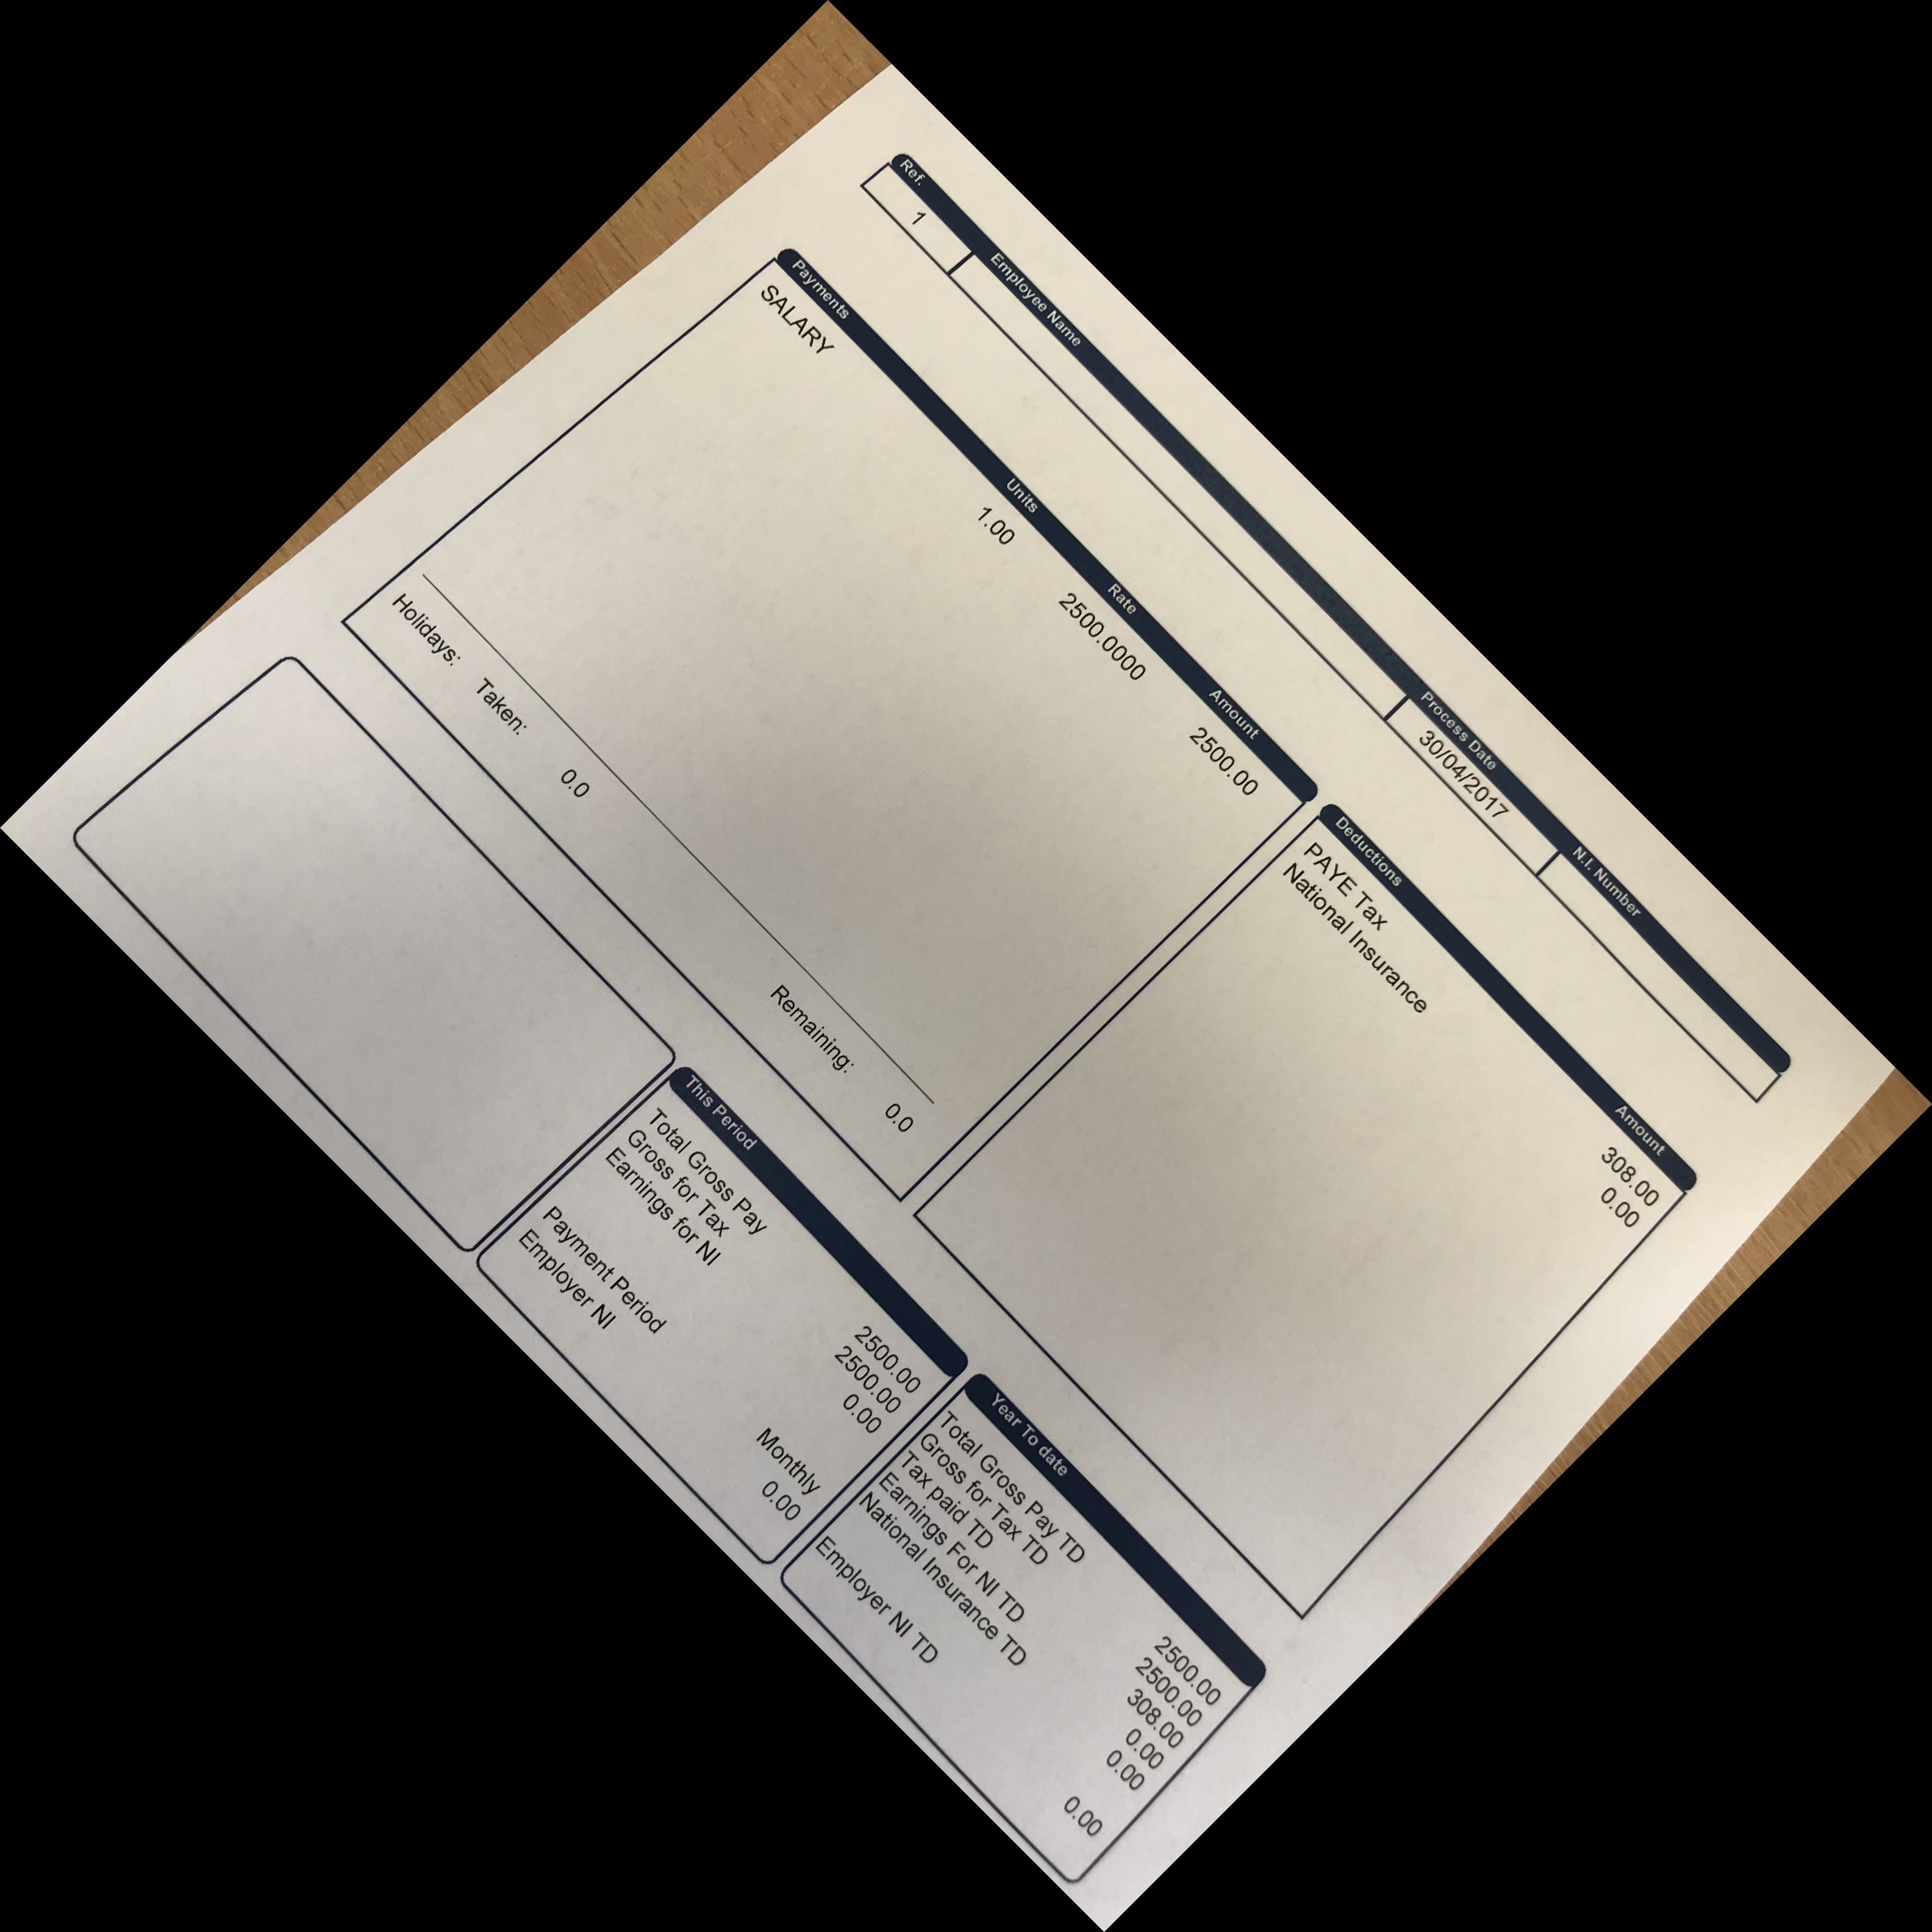 Ref. Employee Name Process Date N.I. Number
1 30/04/2017
Payments Units Rate Amount Deductions Amount
SALARY 1.00 2500.0000 2500.00 PAYE Tax 308.00
National Insurance 0.00
Holidays: Taken: 0.0 Remaining: 0.0
This Period Year To date
Total Gross Pay 2500.00 Total Gross Pay TD 2500.00
Gross for Tax 2500.00 Gross for Tax TD 2500.00
Earnings for NI 0.00 Tax paid TD 308.00
Earnings For NI TD 0.00
Payment Period Monthly National Insurance TD 0.00
Employer NI 0.00
Employer NI TD 0.00